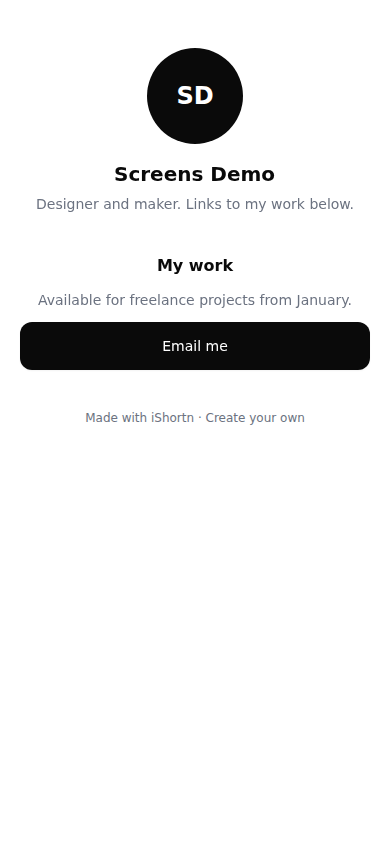 SD
Screens Demo
Designer and maker. Links to my work below.
My work
Available for freelance projects from January.
Email me
Made with iShortn · Create your own